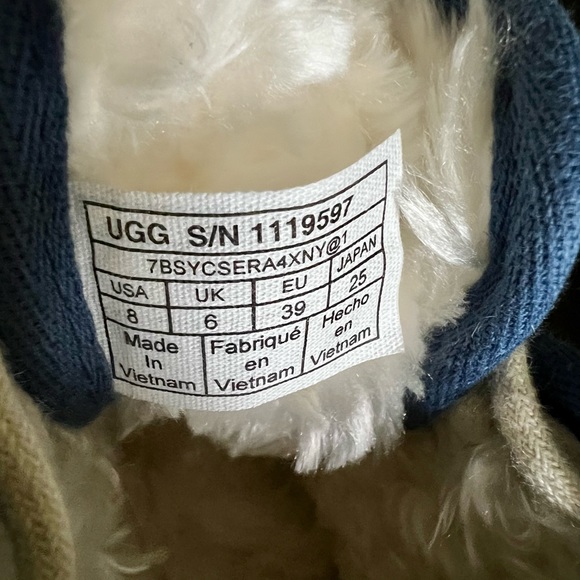 UGG S/N 1119597
7BSYCSERA4XNY@1
USA UK EU JAPAN
8 6 39 25
Made In Vietnam
Fabriqué en Vietnam
Hecho en Vietnam